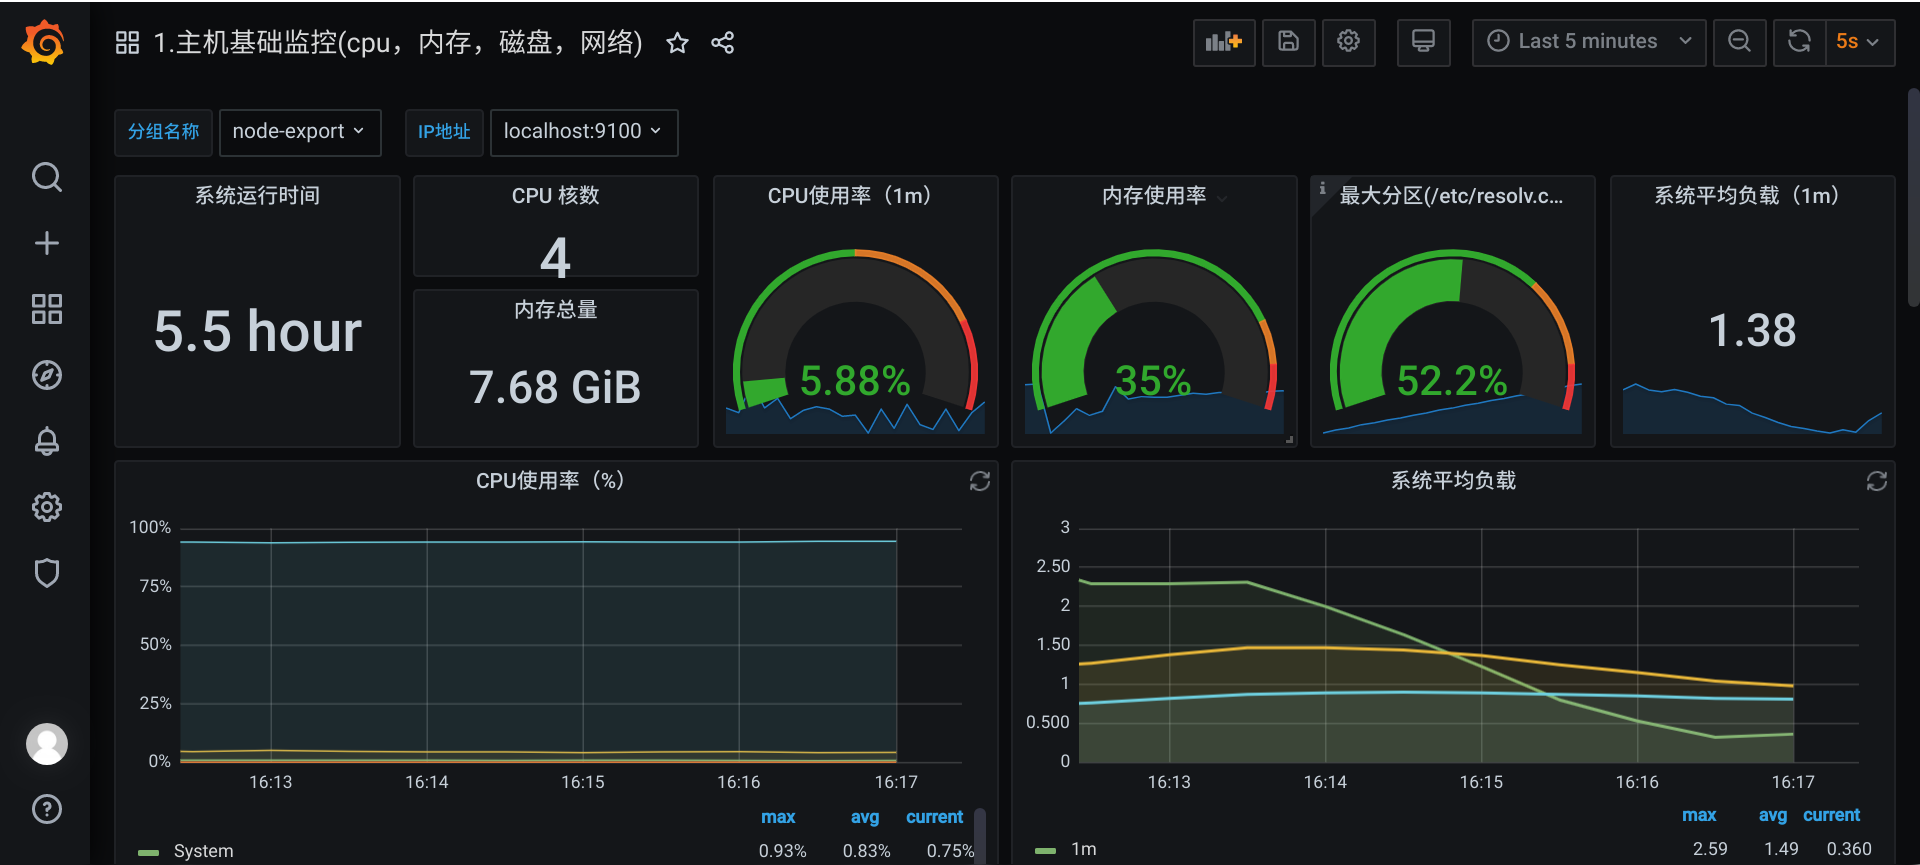 1.主机基础监控(cpu，内存，磁盘，网络)
Last 5 minutes
5s
分组名称
node-export
IP地址
localhost:9100
系统运行时间
5.5 hour
CPU 核数
4
内存总量
7.68 GiB
CPU使用率（1m）
5.88%
内存使用率
35%
i
最大分区(/etc/resolv.c...
52.2%
系统平均负载（1m）
1.38
CPU使用率（%）
100%
75%
50%
25%
0%
16:13 16:14 16:15 16:16 16:17
max avg current
System 0.93% 0.83% 0.75%
系统平均负载
3
2.50
2
1.50
1
0.500
0
16:13 16:14 16:15 16:16 16:17
max avg current
1m 2.59 1.49 0.360